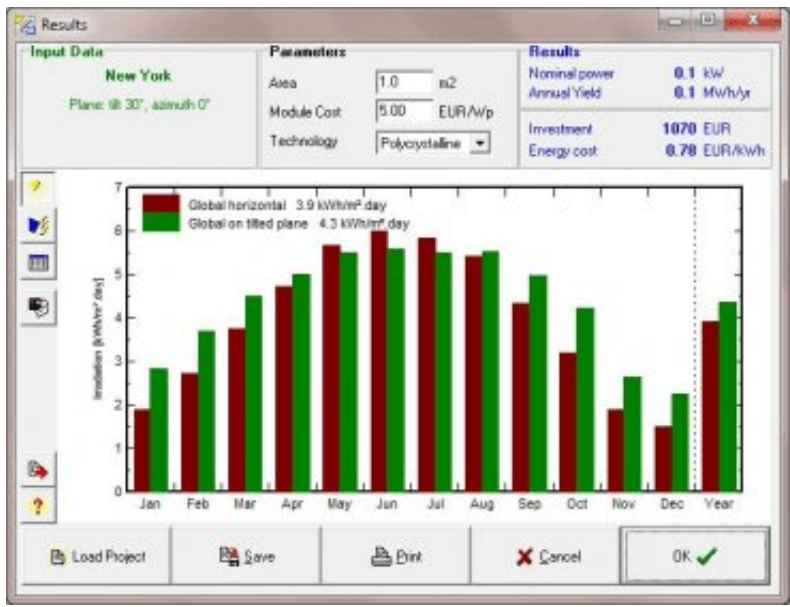 Results
Input Data
New York
Plane: tilt 30°, azimuth 0°
Parameters
Area 1.0 m2
Module Cost 5.00 EUR/Wp
Technology Polycrystalline
Results
Nominal power 0.1 kW
Annual Yield 0.1 MWh/yr
Investment 1070 EUR
Energy cost 0.78 EUR/kWh
Global horizontal 3.9 kWh/m².day
Global on tilted plane 4.3 kWh/m².day
Irradiation [kWh/m².day]
7
6
5
4
3
2
1
0
Jan Feb Mar Apr May Jun Jul Aug Sep Oct Nov Dec Year
?
Load Project Save Print Cancel OK